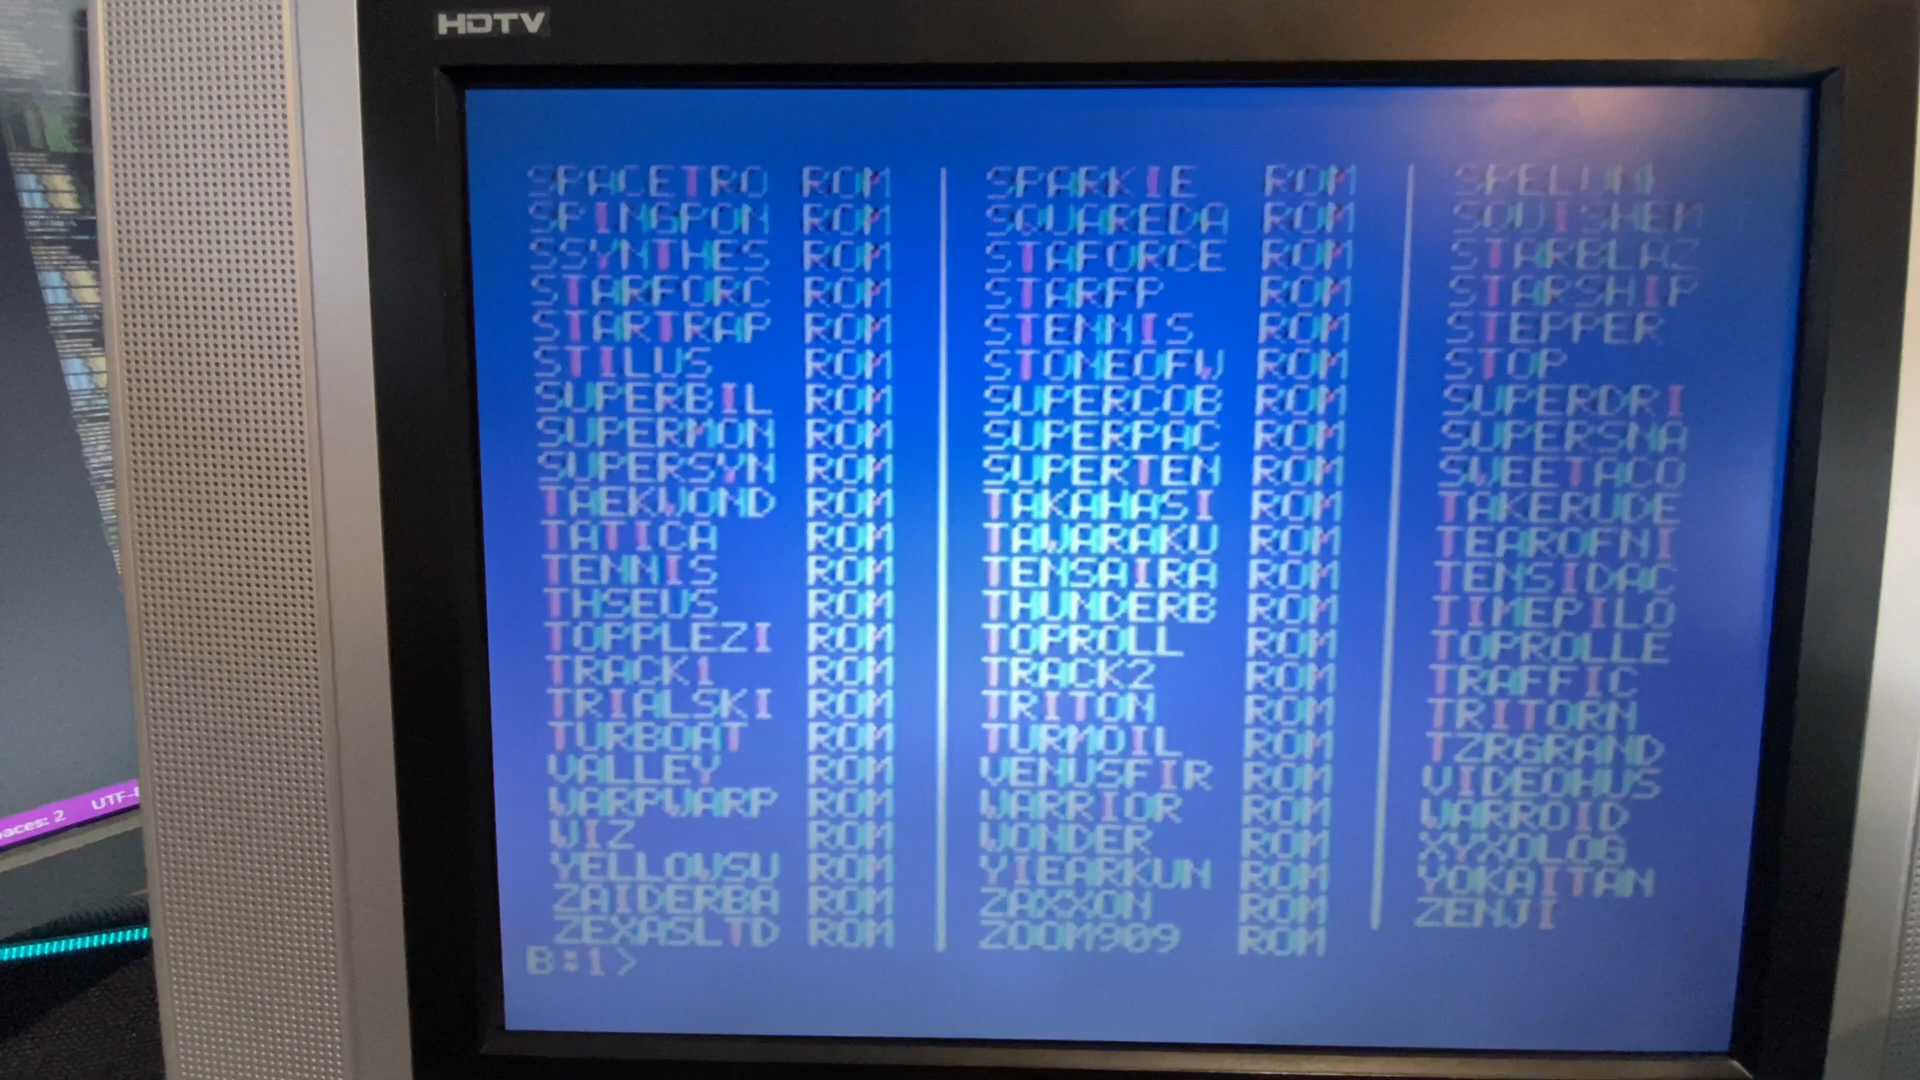 HDTV
SPACETRO ROM | SPARKIE ROM | SPELUNK
SPINGPON ROM | SQUAREDA ROM | SQUISHEM
SSYNTHES ROM | STAFORCE ROM | STARBLAZ
STARFORC ROM | STARFP ROM | STARSHIP
STARTRAP ROM | STENNIS ROM | STEPPER
STILUS ROM | STONEOFW ROM | STOP
SUPERBIL ROM | SUPERCOB ROM | SUPERDRI
SUPERMON ROM | SUPERPAC ROM | SUPERSNA
SUPERSYN ROM | SUPERTEN ROM | SWEETACO
TAEKWOND ROM | TAKAHASI ROM | TAKERUDE
TATICA ROM | TAWARAKU ROM | TEAROFNI
TENNIS ROM | TENSAIRA ROM | TENSIDAC
THSEUS ROM | THUNDERB ROM | TIMEPILO
TOPPLEZI ROM | TOPROLL ROM | TOPROLLE
TRACK1 ROM | TRACK2 ROM | TRAFFIC
TRIALSKI ROM | TRITON ROM | TRITORN
TURBOAT ROM | TURMOIL ROM | TZRGRAND
VALLEY ROM | VENUSFIR ROM | VIDEOHUS
WARPWARP ROM | WARRIOR ROM | WARROID
WIZ ROM | WONDER ROM | XYXOLOG
YELLOWSU ROM | YIEARKUN ROM | YOKAITAN
ZAIDERBA ROM | ZAXXON ROM | ZENJI
ZEXASLTD ROM | ZOOM909 ROM
B:1>
aces: 2 UTF-8